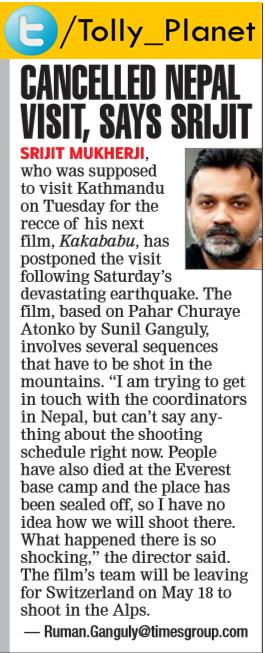 /Tolly_Planet
CANCELLED NEPAL
VISIT, SAYS SRIJIT
SRIJIT MUKHERJI,
who was supposed
to visit Kathmandu
on Tuesday for the
recce of his next
film, Kakababu, has
postponed the visit
following Saturday's
devastating earthquake. The
film, based on Pahar Churaye
Atonko by Sunil Ganguly,
involves several sequences
that have to be shot in the
mountains. “I am trying to get
in touch with the coordinators
in Nepal, but can't say any-
thing about the shooting
schedule right now. People
have also died at the Everest
base camp and the place has
been sealed off, so I have no
idea how we will shoot there.
What happened there is so
shocking,” the director said.
The film's team will be leaving
for Switzerland on May 18 to
shoot in the Alps.
— Ruman.Ganguly@timesgroup.com